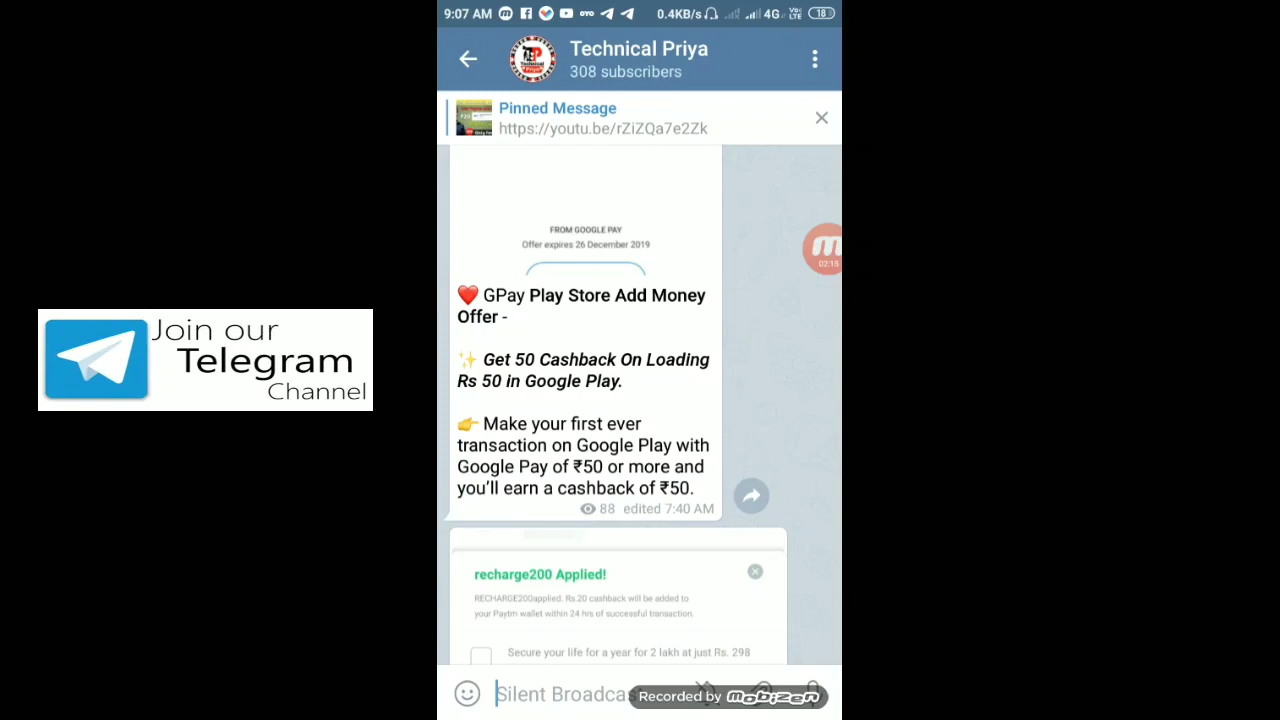 9:07 AM
0.4KB/s
4G
Vo
LTE
18
Technical Priya
308 subscribers
Pinned Message
https://youtu.be/rZiZQa7e2Zk
FROM GOOGLE PAY
Offer expires 26 December 2019
02:15
❤️ GPay Play Store Add Money
Offer -
✨ Get 50 Cashback On Loading
Rs 50 in Google Play.
👉 Make your first ever
transaction on Google Play with
Google Pay of ₹50 or more and
you'll earn a cashback of ₹50.
88 edited 7:40 AM
Join our
Telegram
Channel
recharge200 Applied!
RECHARGE200applied. Rs.20 cashback will be added to
your Paytm wallet within 24 hrs of successful transaction.
Secure your life for a year for 2 lakh at just Rs. 298
Silent
Recorded by mobizen